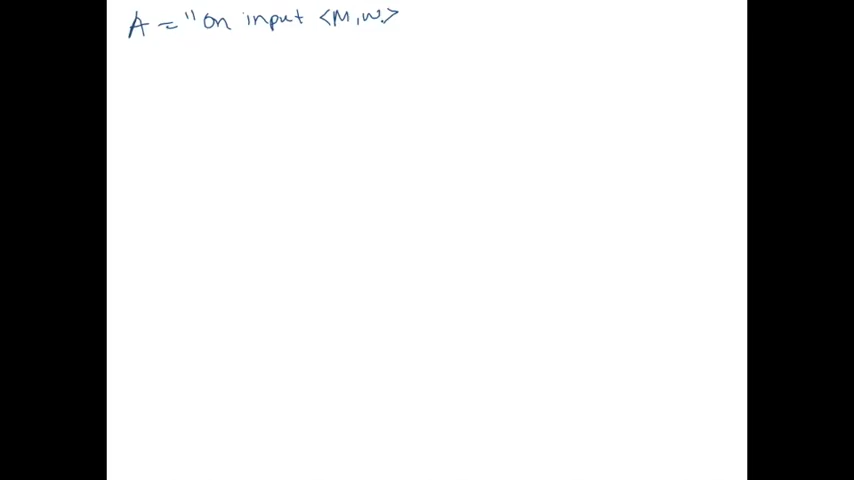 A = "On input <M,w>